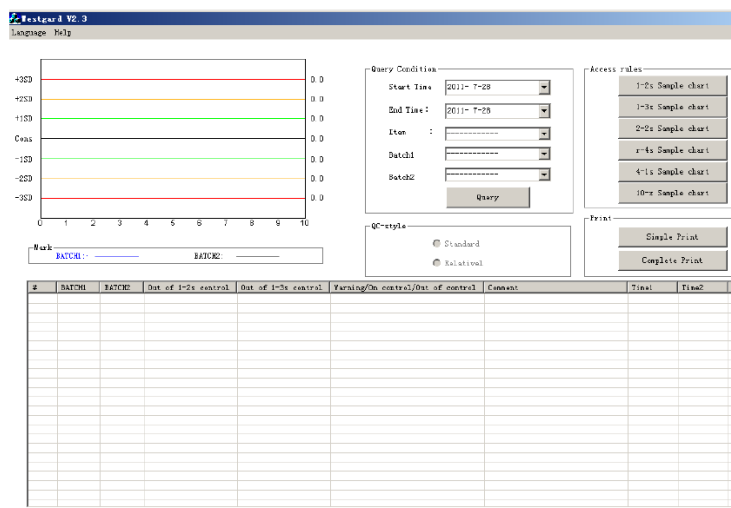 Westgard V2.3
Language Help
+3SD 0.0
+2SD 0.0
+1SD 0.0
Cons 0.0
-1SD 0.0
-2SD 0.0
-3SD 0.0
0 1 2 3 4 5 6 7 8 9 10
Mark
BATCH1:- BATCH2:
Query Condition
Start Time 2011- 7-28
End Time: 2011- 7-28
Item : ------------
Batch1 ------------
Batch2 ------------
Query
QC-style
Standard
Relative1
Access rules
1-2s Sample chart
1-3s Sample chart
2-2s Sample chart
r-4s Sample chart
4-1s Sample chart
10-x Sample chart
Print
Simple Print
Complete Print
# BATCH1 BATCH2 Out of 1-2s control Out of 1-3s control Warning/On control/Out of control Comment Time1 Time2